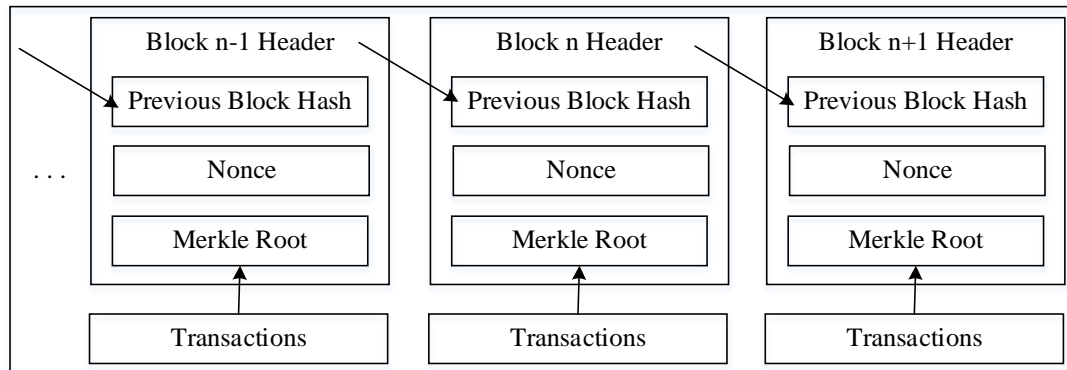 Block n-1 Header
Previous Block Hash
Nonce
Merkle Root
Transactions
. . .
Block n Header
Previous Block Hash
Nonce
Merkle Root
Transactions
Block n+1 Header
Previous Block Hash
Nonce
Merkle Root
Transactions